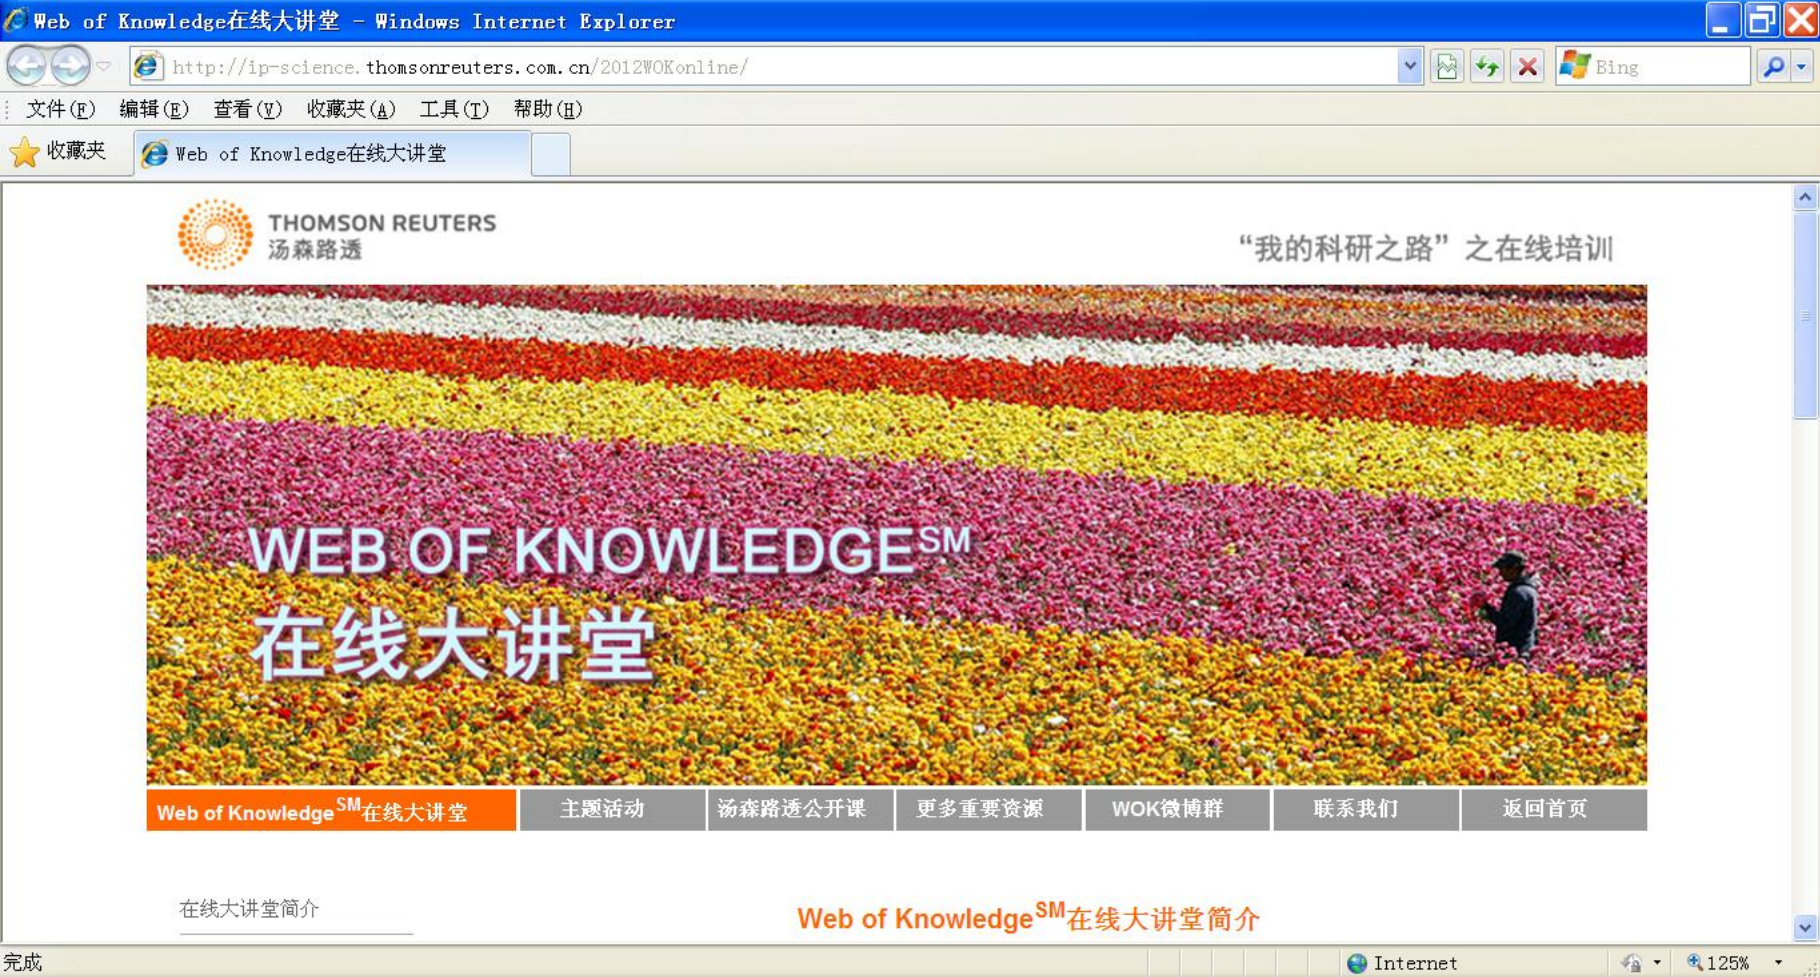 Web of Knowledge在线大讲堂 - Windows Internet Explorer
http://ip-science.thomsonreuters.com.cn/2012WOKonline/
Bing
文件(F) 编辑(E) 查看(V) 收藏夹(A) 工具(T) 帮助(H)
收藏夹
Web of Knowledge在线大讲堂
THOMSON REUTERS
汤森路透
“我的科研之路”之在线培训
WEB OF KNOWLEDGE℠
在线大讲堂
Web of Knowledge℠在线大讲堂 主题活动 汤森路透公开课 更多重要资源 WOK微博群 联系我们 返回首页
在线大讲堂简介
Web of Knowledge℠在线大讲堂简介
完成
Internet
125%